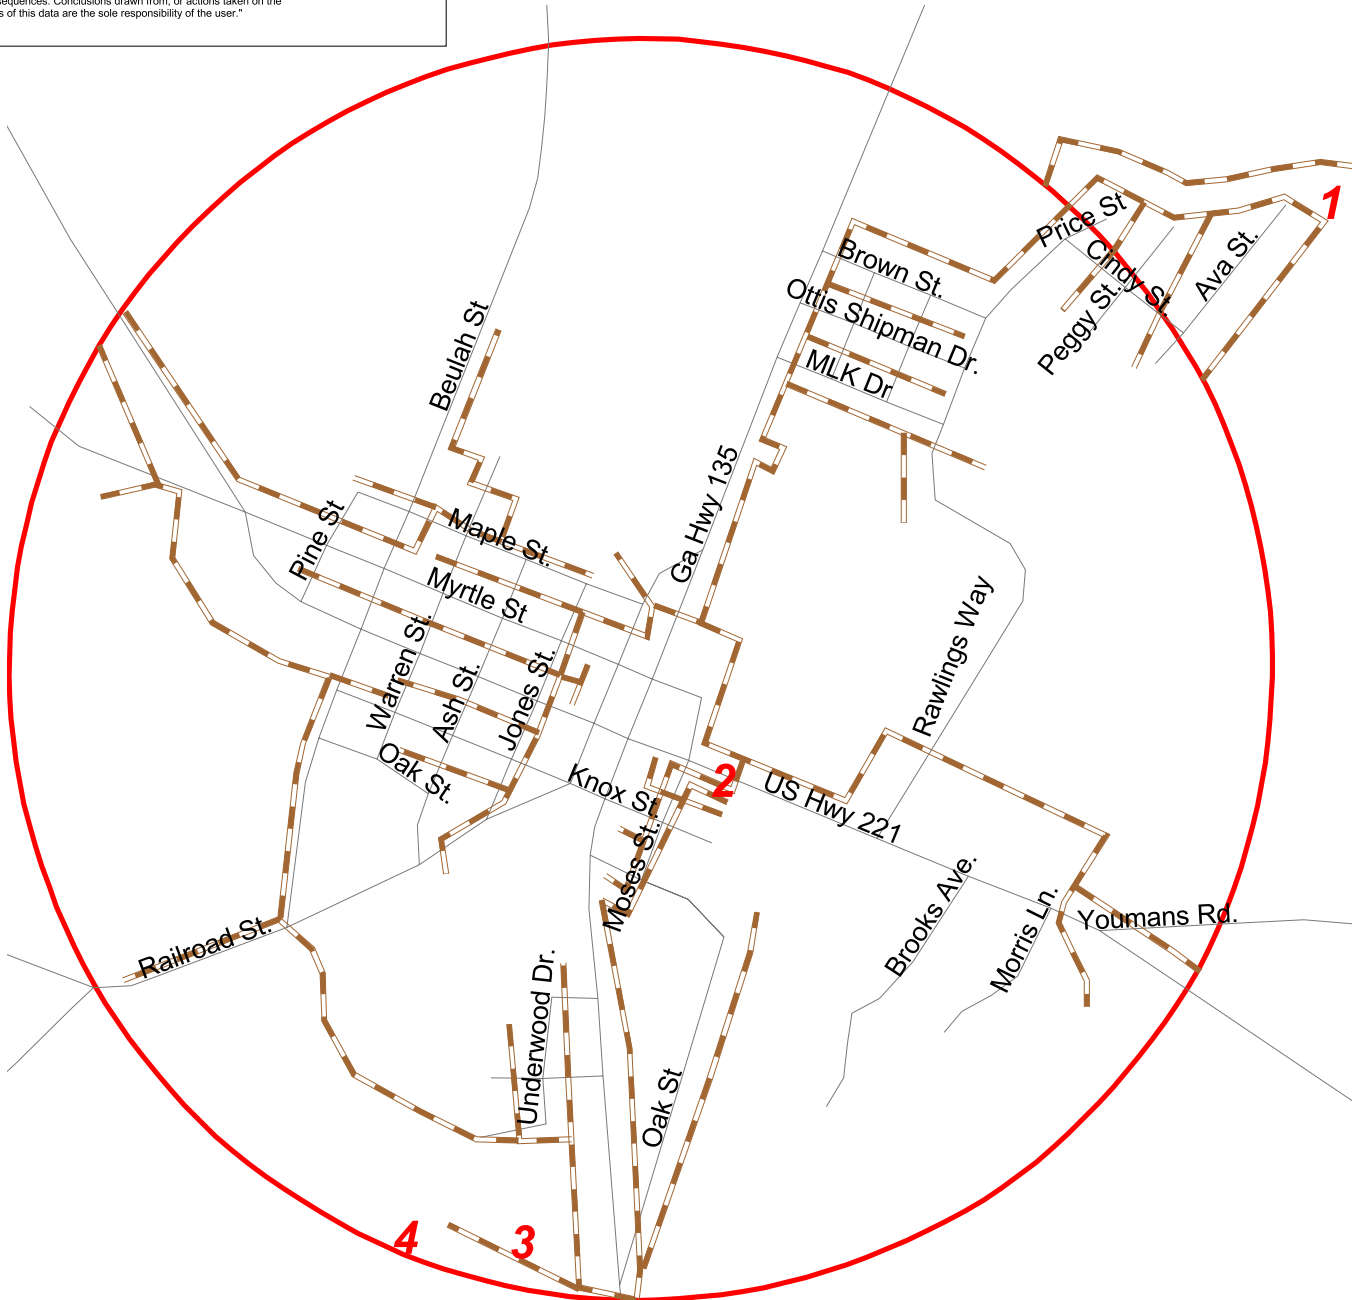 sequences. Conclusions drawn from, or actions taken on the
s of this data are the sole responsibility of the user."
1
Price St
Brown St.
Cindy St.
Ava St.
Ottis Shipman Dr.
Peggy St.
Beulah St
MLK Dr
Ga Hwy 135
Pine St
Maple St.
Myrtle St
Rawlings Way
Warren St.
Ash St.
Jones St.
Oak St.
Knox St.
2
US Hwy 221
Moses St.
Brooks Ave.
Morris Ln.
Youmans Rd.
Railroad St.
Underwood Dr.
Oak St
4
3